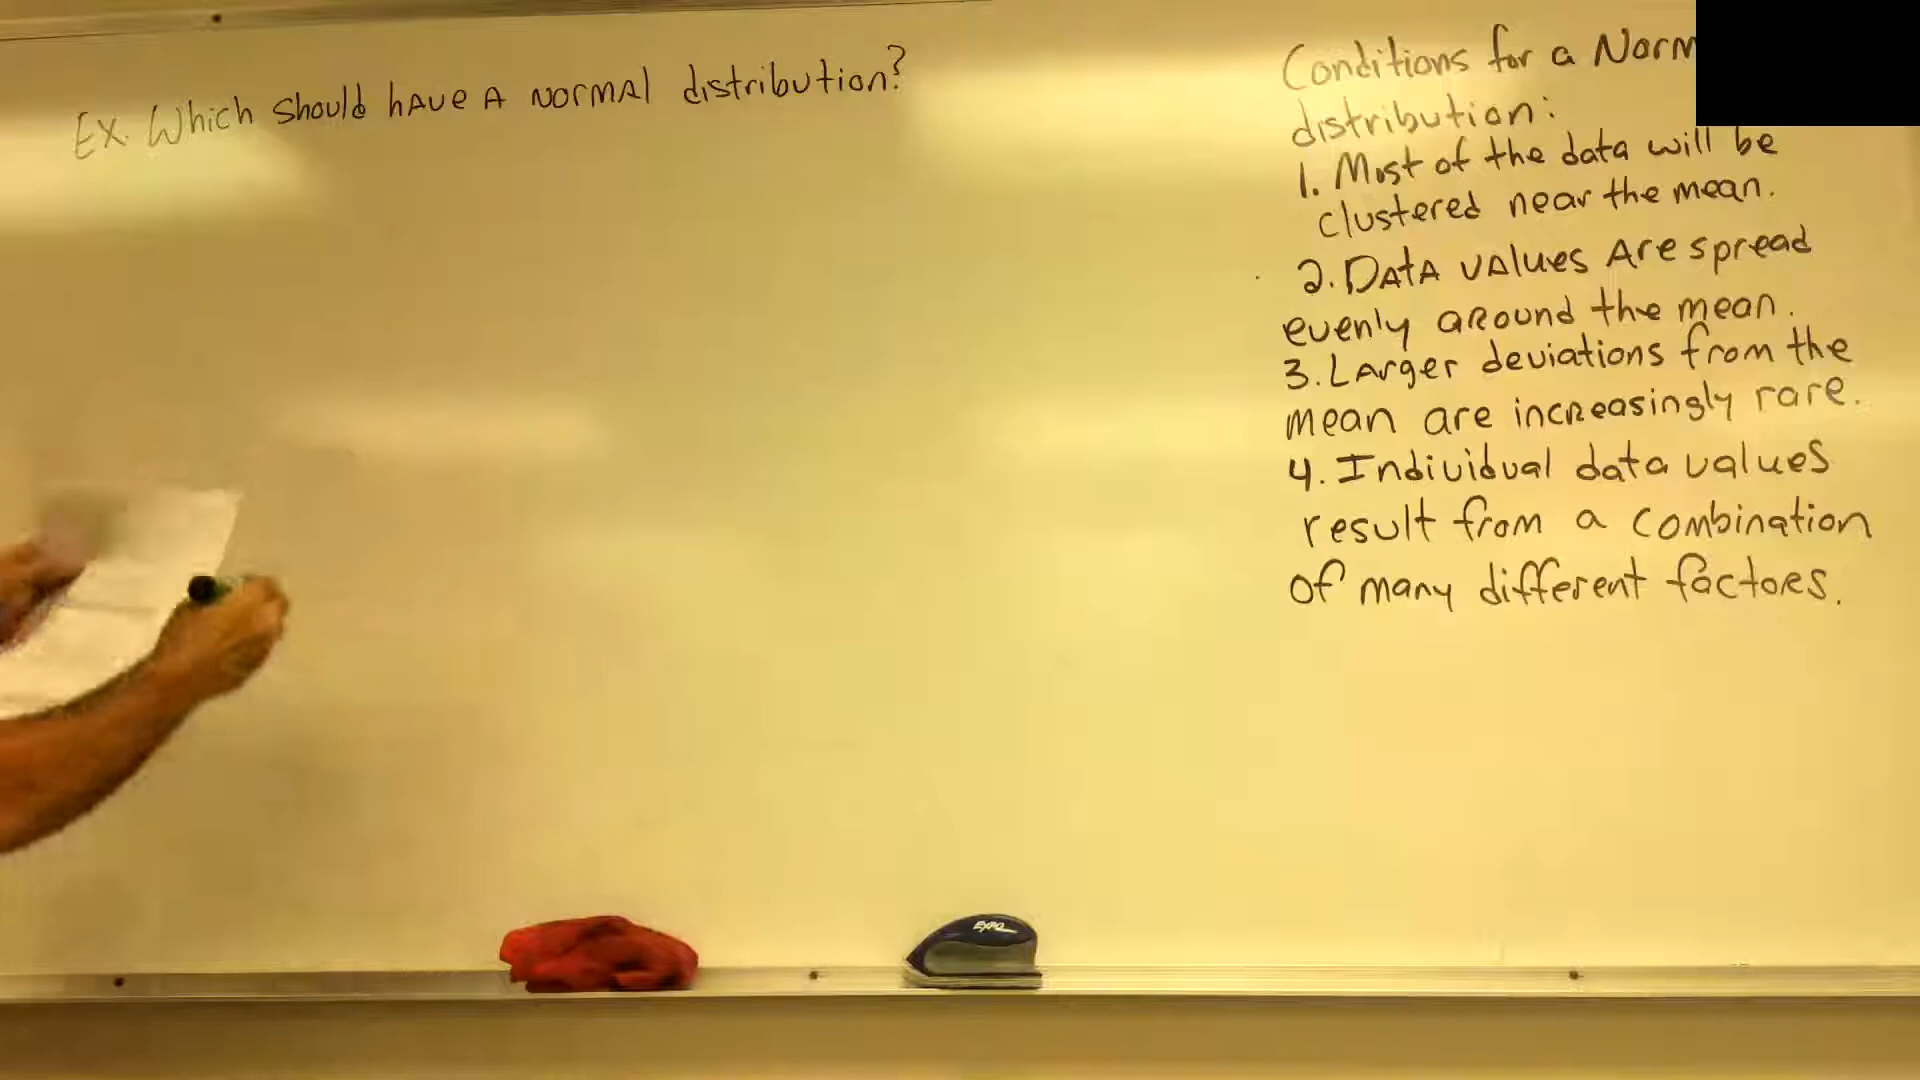 Ex. Which should have A NORMAL distribution?
Conditions for a Norm
distribution:
1. Most of the data will be
clustered near the mean.
2. DATA VALUES Are spread
evenly around the mean.
3. Larger deviations from the
mean are increasingly rare.
4. Individual data values
result from a combination
of many different factors.
EXPO